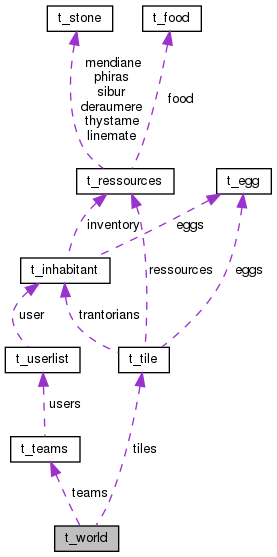 t_stone
t_food
mendiane
phiras
sibur
deraumere
thystame
linemate
food
t_ressources
t_egg
inventory
eggs
t_inhabitant
ressources
eggs
user
trantorians
t_userlist
t_tile
users
t_teams
tiles
teams
t_world